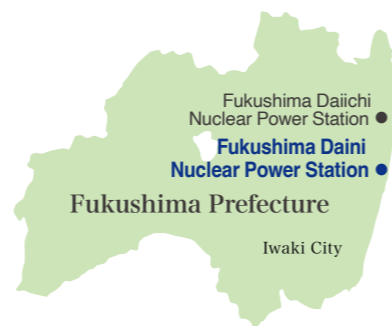 Fukushima Daiichi
Nuclear Power Station
Fukushima Daini
Nuclear Power Station
Fukushima Prefecture
Iwaki City